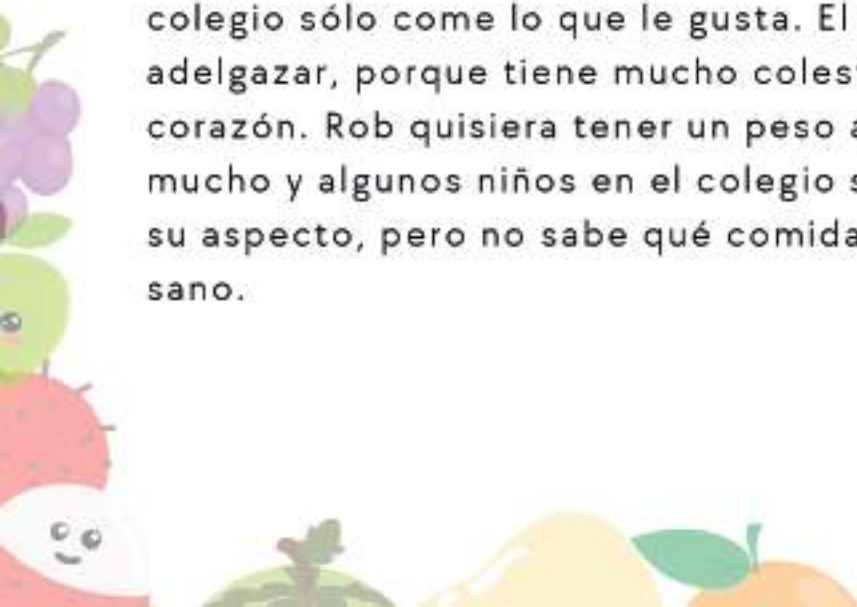 colegio sólo come lo que le gusta. El
adelgazar, porque tiene mucho
corazón. Rob quisiera tener un peso
mucho y algunos niños en el colegio
su aspecto, pero no sabe qué comida
sano.